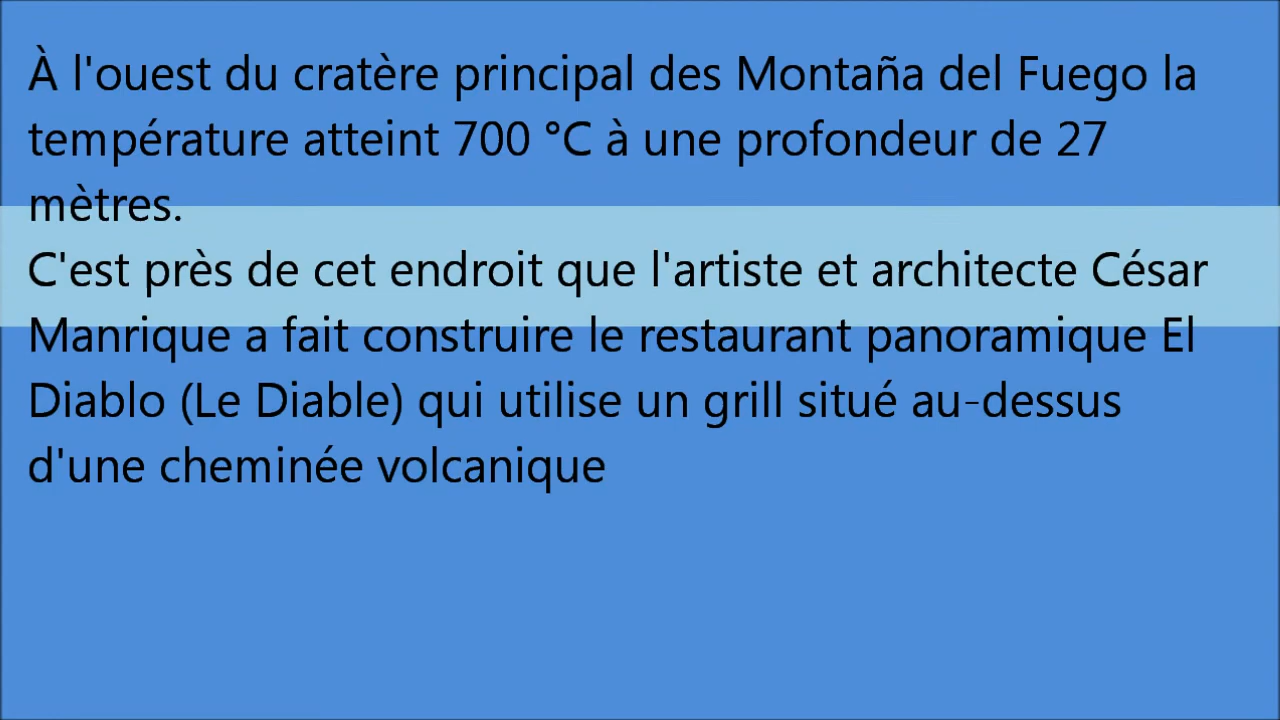 À l'ouest du cratère principal des Montaña del Fuego la
température atteint 700 °C à une profondeur de 27
mètres.
C'est près de cet endroit que l'artiste et architecte César
Manrique a fait construire le restaurant panoramique El
Diablo (Le Diable) qui utilise un grill situé au-dessus
d'une cheminée volcanique